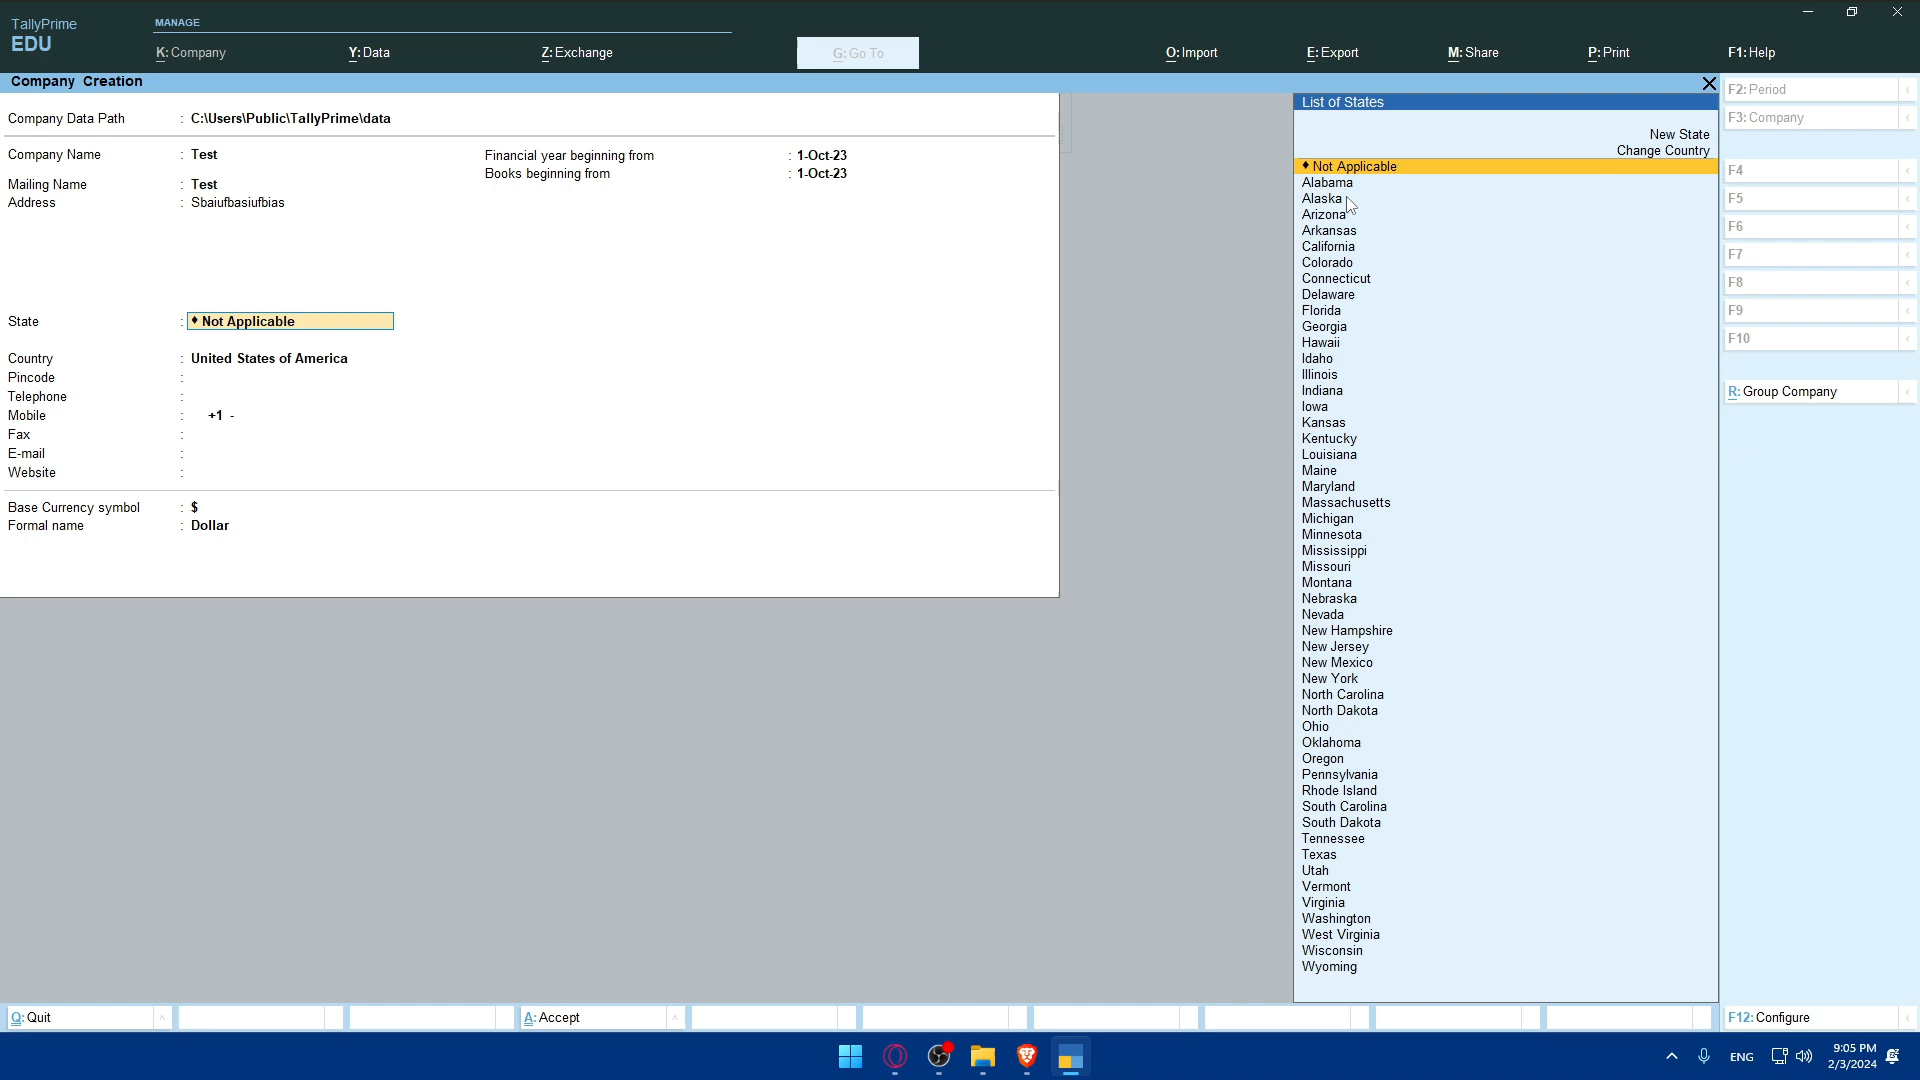 TallyPrime
EDU
MANAGE
K: Company
Y: Data
Z: Exchange
G: Go To
O: Import
E: Export
M: Share
P: Print
F1: Help
Company Creation
Company Data Path : C:\Users\Public\TallyPrime\data
Company Name : Test
Financial year beginning from : 1-Oct-23
Books beginning from : 1-Oct-23
Mailing Name : Test
Address : Sbaiufbasiufbias
State : ♦ Not Applicable
Country : United States of America
Pincode :
Telephone :
Mobile : +1 -
Fax :
E-mail :
Website :
Base Currency symbol : $
Formal name : Dollar
List of States
New State
Change Country
♦ Not Applicable
Alabama
Alaska
Arizona
Arkansas
California
Colorado
Connecticut
Delaware
Florida
Georgia
Hawaii
Idaho
Illinois
Indiana
Iowa
Kansas
Kentucky
Louisiana
Maine
Maryland
Massachusetts
Michigan
Minnesota
Mississippi
Missouri
Montana
Nebraska
Nevada
New Hampshire
New Jersey
New Mexico
New York
North Carolina
North Dakota
Ohio
Oklahoma
Oregon
Pennsylvania
Rhode Island
South Carolina
South Dakota
Tennessee
Texas
Utah
Vermont
Virginia
Washington
West Virginia
Wisconsin
Wyoming
F2: Period
F3: Company
F4
F5
F6
F7
F8
F9
F10
R: Group Company
Q: Quit
A: Accept
F12: Configure
ENG
9:05 PM
2/3/2024